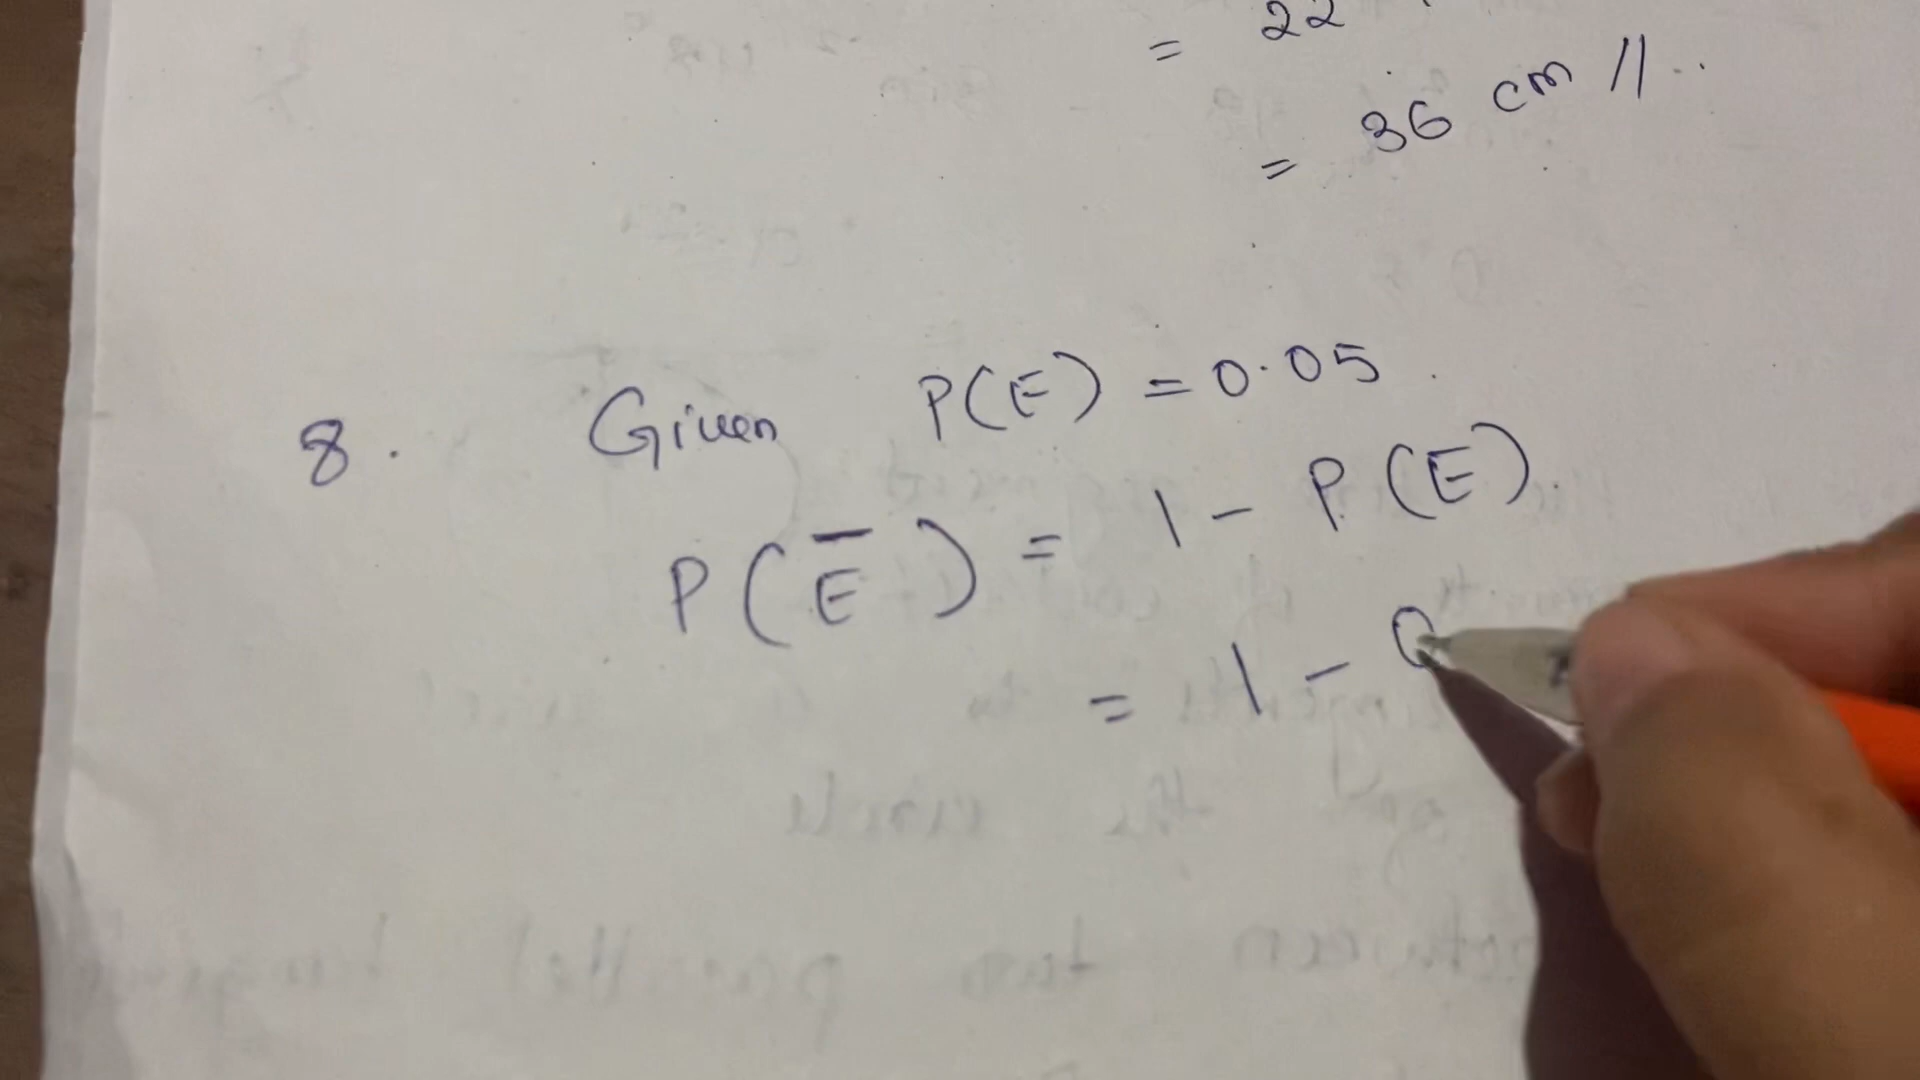 = 22
= 36 cm //
8. Given P(E) = 0.05
P(E̅) = 1 - P(E).
= 1 - 0